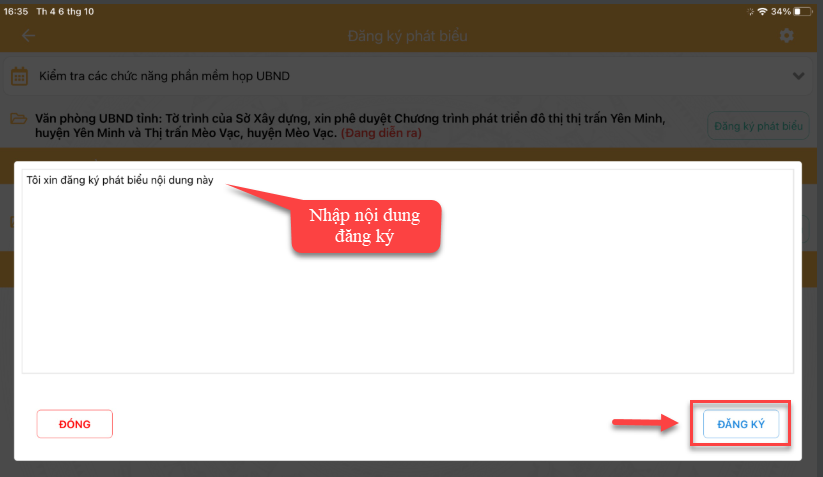 16:35 Th 4 6 thg 10
34%
Đăng ký phát biểu
Kiểm tra các chức năng phần mềm họp UBND
Văn phòng UBND tỉnh: Tờ trình của Sở Xây dựng, xin phê duyệt Chương trình phát triển đô thị thị trấn Yên Minh,
huyện Yên Minh và Thị trấn Mèo Vạc, huyện Mèo Vạc. (Đang diễn ra)
Đăng ký phát biểu
Tôi xin đăng ký phát biểu nội dung này
Nhập nội dung
đăng ký
ĐÓNG
ĐĂNG KÝ